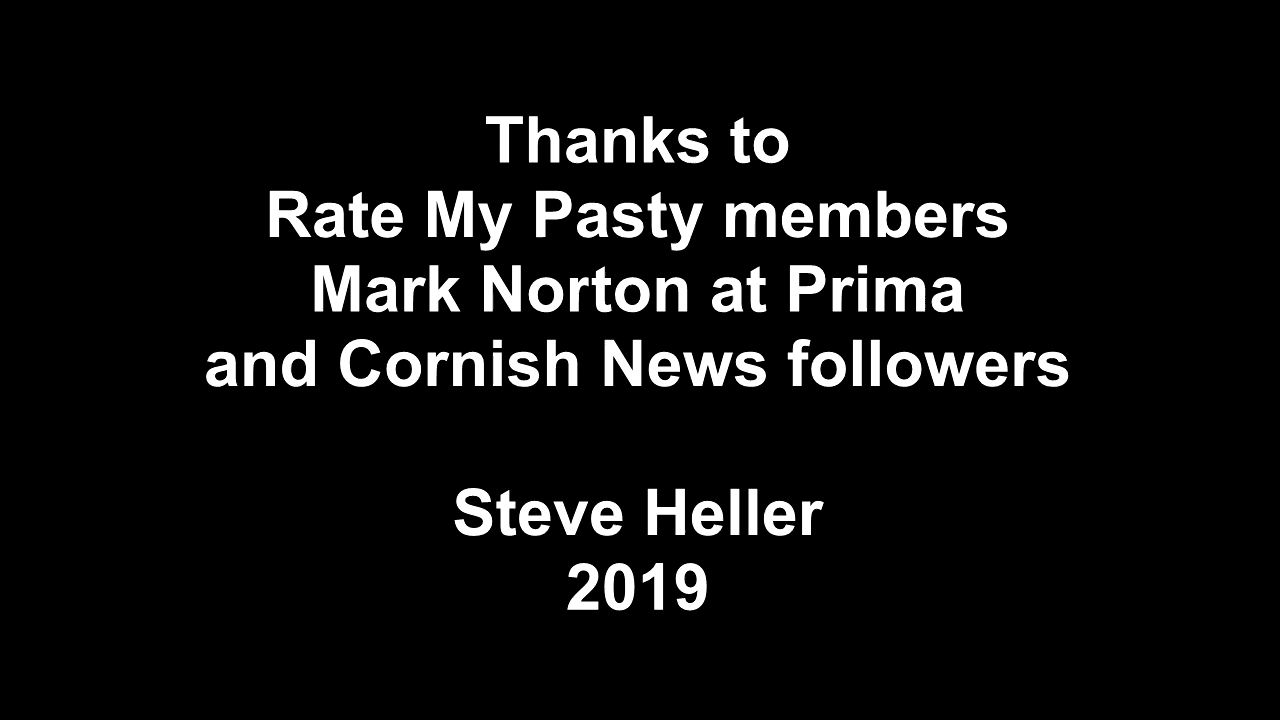 Thanks to
Rate My Pasty members
Mark Norton at Prima
and Cornish News followers
Steve Heller
2019